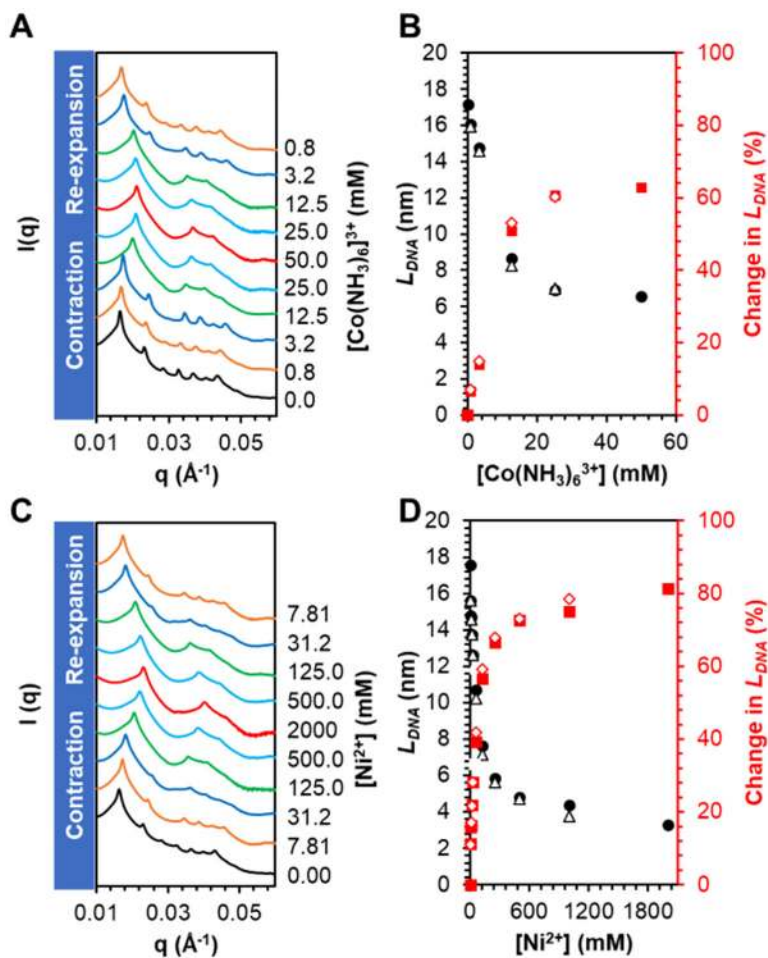 A
Contraction Re-expansion
I(q)
0.8
3.2
12.5
25.0
50.0
25.0
12.5
3.2
0.8
0.0
[Co(NH3)6]3+ (mM)
0.01 0.03 0.05
q (Å-1)
B
20
18
16
14
12
10
8
6
4
2
0
LDNA (nm)
100
80
60
40
20
0
Change in LDNA (%)
0 20 40 60
[Co(NH3)63+] (mM)
C
Contraction Re-expansion
I (q)
7.81
31.2
125.0
500.0
2000
500.0
125.0
31.2
7.81
0.00
[Ni2+] (mM)
0.01 0.03 0.05
q (Å-1)
D
20
18
16
14
12
10
8
6
4
2
0
LDNA (nm)
100
80
60
40
20
0
Change in LDNA (%)
0 600 1200 1800
[Ni2+] (mM)